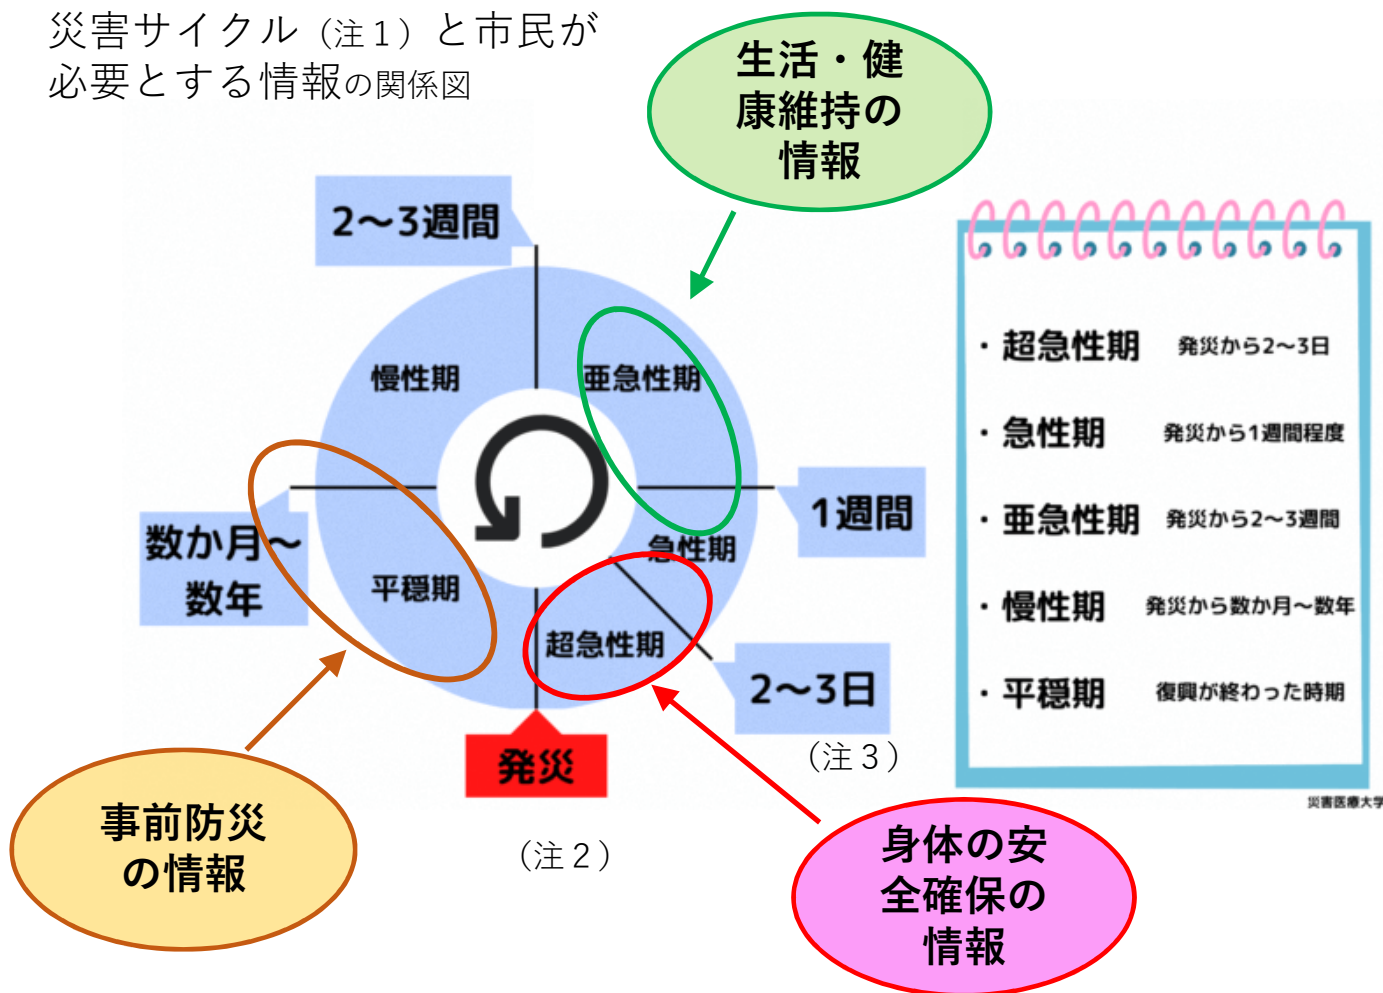 災害サイクル（注１）と市民が
必要とする情報の関係図
生活・健
康維持の
情報
2〜3週間
慢性期
亜急性期
1週間
急性期
数か月〜
数年
平穏期
超急性期
2〜3日
（注３）
発災
（注２）
事前防災
の情報
身体の安
全確保の
情報
・超急性期 発災から2〜3日
・急性期 発災から1週間程度
・亜急性期 発災から2〜3週間
・慢性期 発災から数か月〜数年
・平穏期 復興が終わった時期
災害医療大学